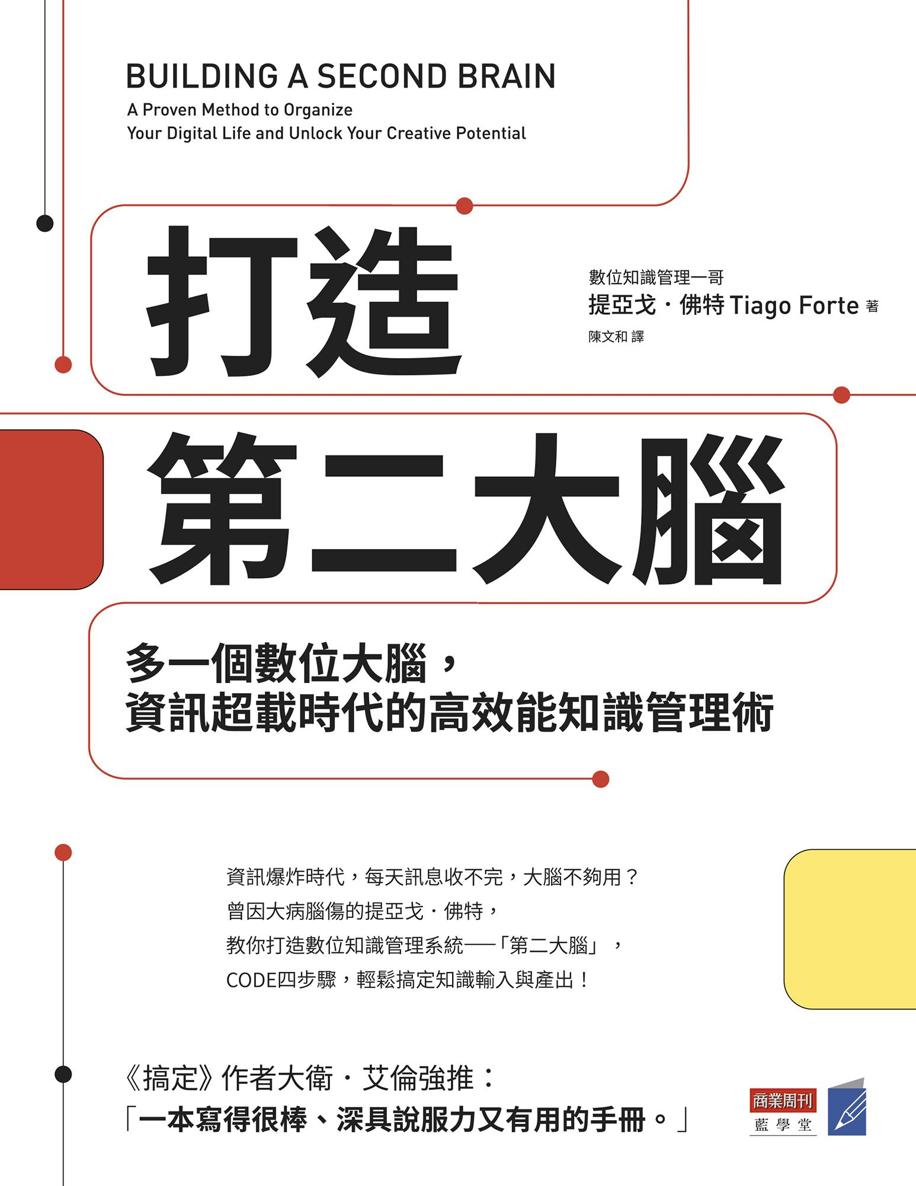 BUILDING A SECOND BRAIN
A Proven Method to Organize
Your Digital Life and Unlock Your Creative Potential
打造
數位知識管理一哥
提亞戈・佛特 Tiago Forte 著
陳文和 譯
第二大腦
多一個數位大腦，
資訊超載時代的高效能知識管理術
資訊爆炸時代，每天訊息收不完，大腦不夠用？
曾因大病腦傷的提亞戈・佛特，
教你打造數位知識管理系統——「第二大腦」，
CODE四步驟，輕鬆搞定知識輸入與產出！
《搞定》作者大衛・艾倫強推：
「一本寫得很棒、深具說服力又有用的手冊。」
商業周刊
藍學堂